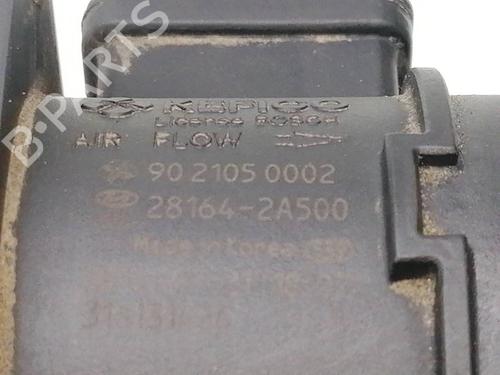 B-PARTS
KEFICO
License BOSCH
AIR FLOW
90 2105 0002
28164-2A500
Made in Korea